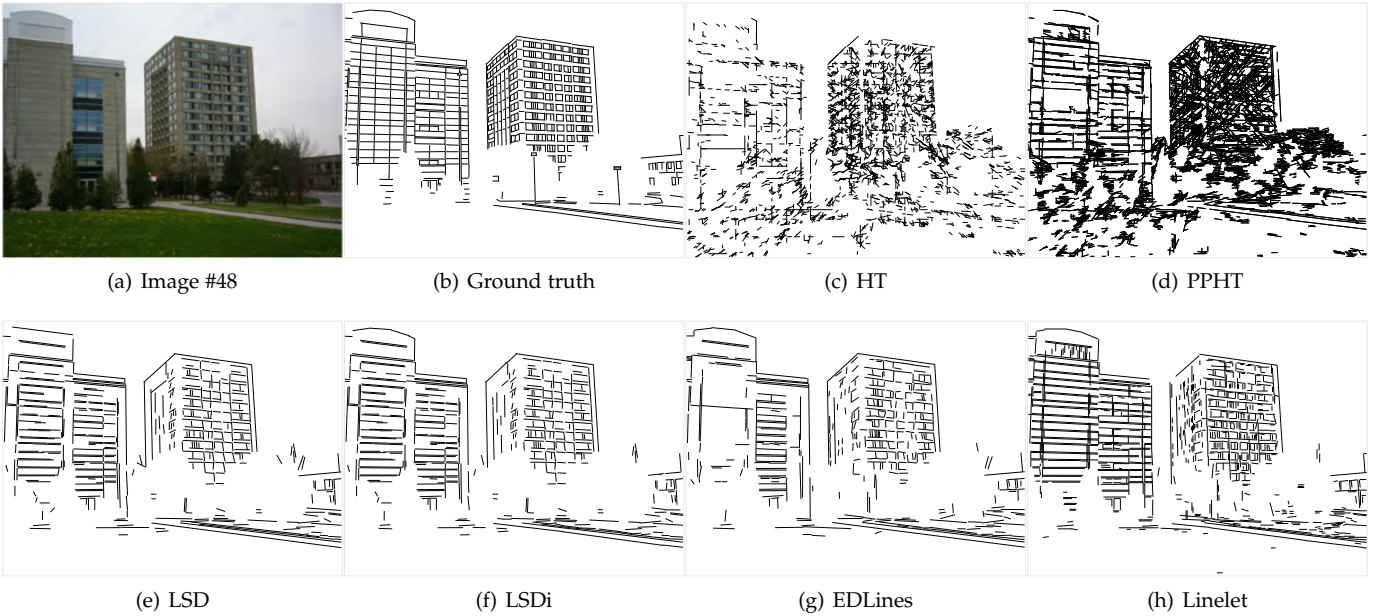 (a) Image #48
(b) Ground truth
(c) HT
(d) PPHT
(e) LSD
(f) LSDi
(g) EDLines
(h) Linelet